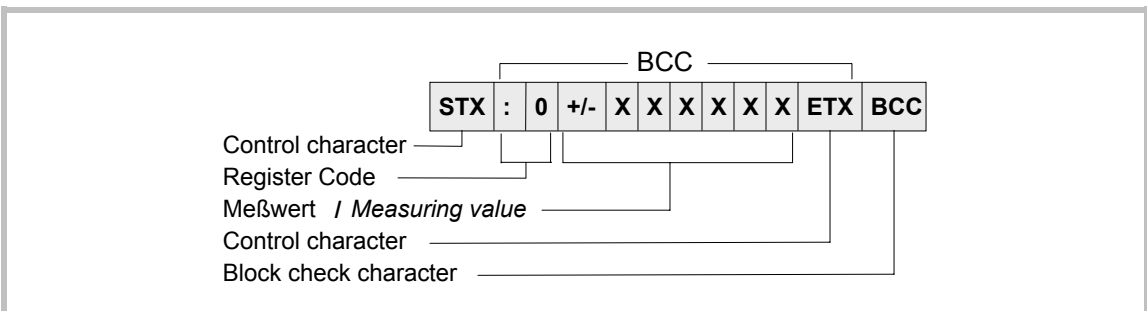 BCC
STX : 0 +/- X X X X X X ETX BCC
Control character
Register Code
Meßwert / Measuring value
Control character
Block check character